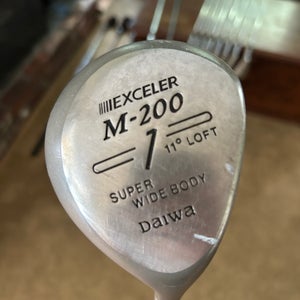 EXCELER
M-200
1
11° LOFT
SUPER
WIDE BODY
Daiwa